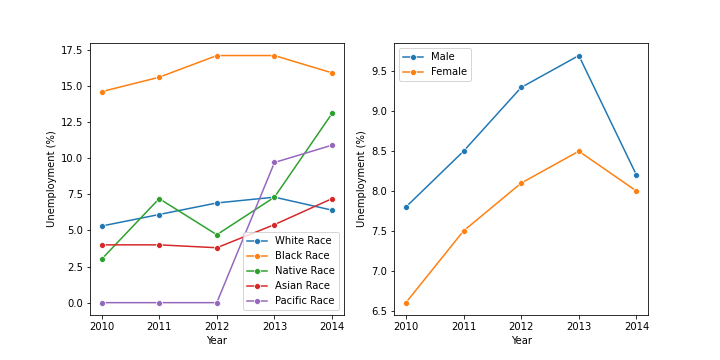 17.5
15.0
12.5
10.0
7.5
5.0
2.5
0.0
Unemployment (%)
2010 2011 2012 2013 2014
Year
White Race
Black Race
Native Race
Asian Race
Pacific Race
9.5
9.0
8.5
8.0
7.5
7.0
6.5
Unemployment (%)
2010 2011 2012 2013 2014
Year
Male
Female